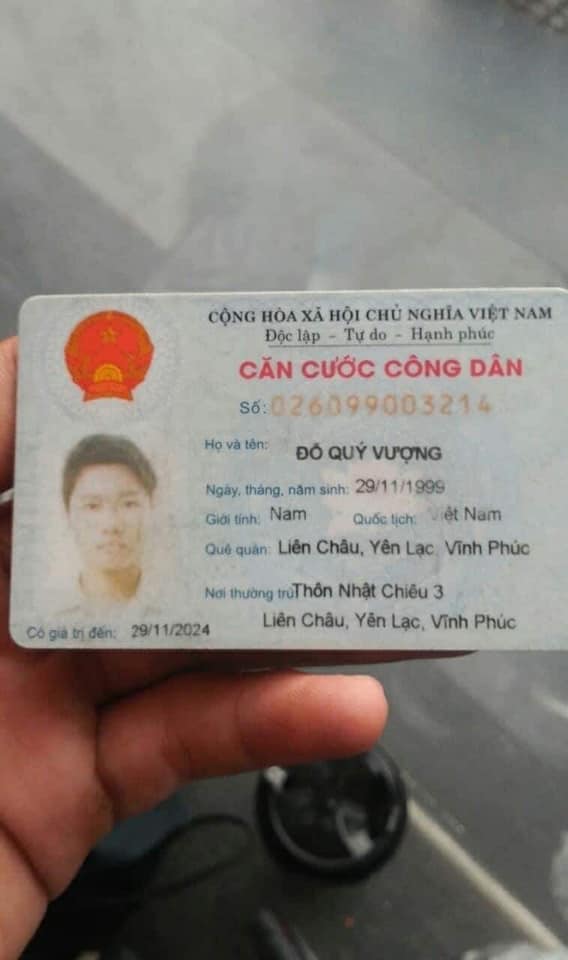 CỘNG HÒA XÃ HỘI CHỦ NGHĨA VIỆT NAM
Độc lập - Tự do - Hạnh phúc
CĂN CƯỚC CÔNG DÂN
Số: 026099003214
Họ và tên: ĐỖ QUÝ VƯỢNG
Ngày, tháng, năm sinh: 29/11/1999
Giới tính: Nam Quốc tịch: Việt Nam
Quê quán: Liên Châu, Yên Lạc, Vĩnh Phúc
Nơi thường trú: Thôn Nhật Chiêu 3
Liên Châu, Yên Lạc, Vĩnh Phúc
Có giá trị đến: 29/11/2024